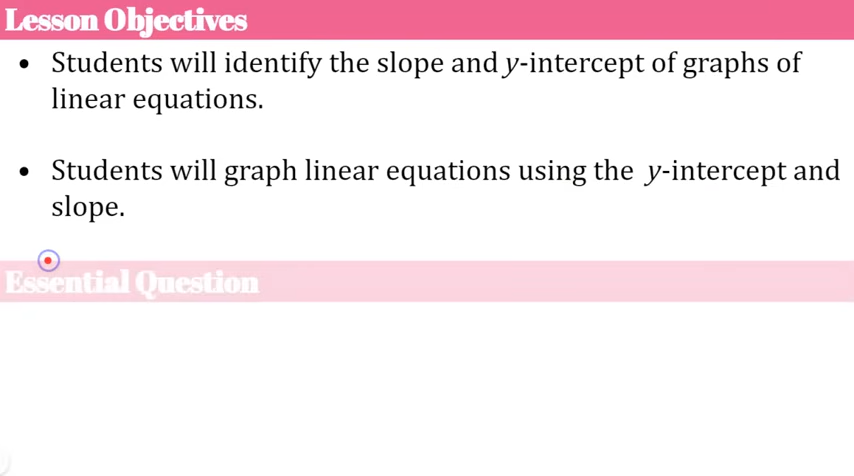 Lesson Objectives
• Students will identify the slope and y-intercept of graphs of
linear equations.
• Students will graph linear equations using the y-intercept and
slope.
Essential Question